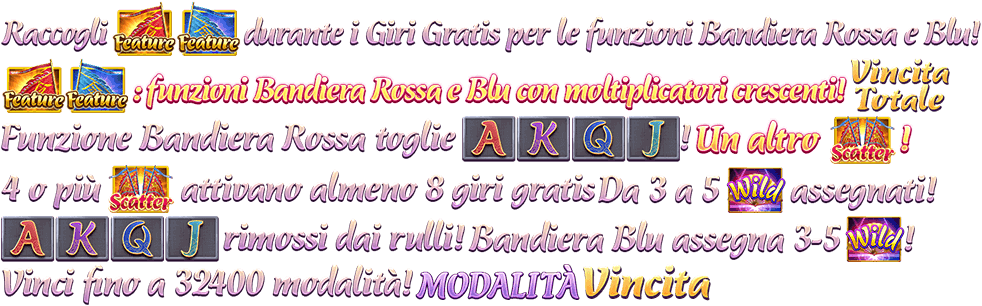 Raccogli Feature Feature durante i Giri Gratis per le funzioni Bandiera Rossa e Blu!
Feature Feature : funzioni Bandiera Rossa e Blu con moltiplicatori crescenti! Vincita Totale
Funzione Bandiera Rossa toglie A K Q J ! Un altro Scatter !
4 o più Scatter attivano almeno 8 giri gratis Da 3 a 5 Wild assegnati!
A K Q J rimossi dai rulli! Bandiera Blu assegna 3-5 Wild !
Vinci fino a 32400 modalità! MODALITÀ Vincita